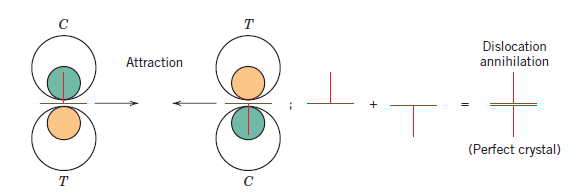 C
T
Attraction
T
C
;
+
=
Dislocation
annihilation
(Perfect crystal)